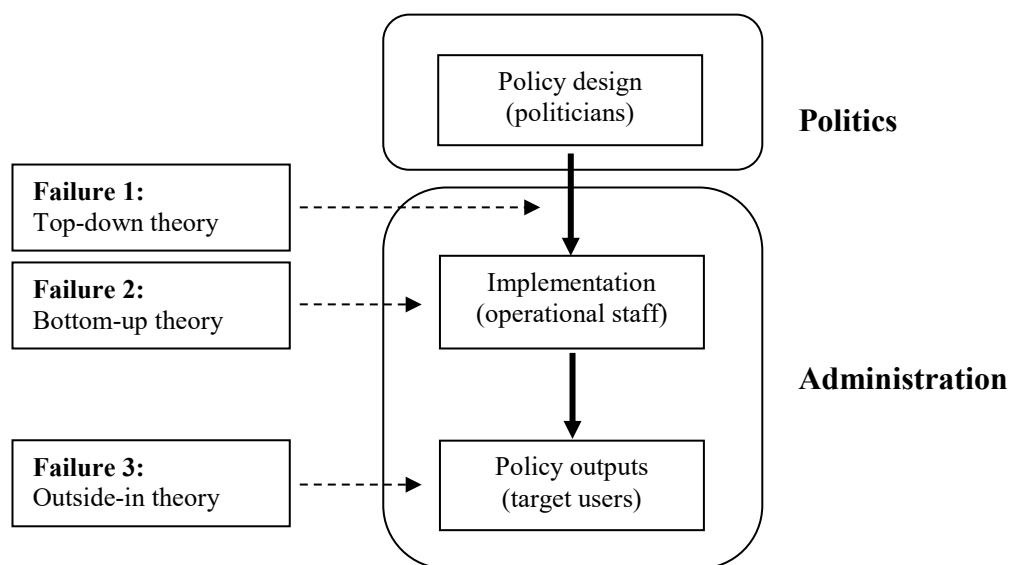 Policy design
(politicians)
Politics
Failure 1:
Top-down theory
Failure 2:
Bottom-up theory
Implementation
(operational staff)
Administration
Failure 3:
Outside-in theory
Policy outputs
(target users)